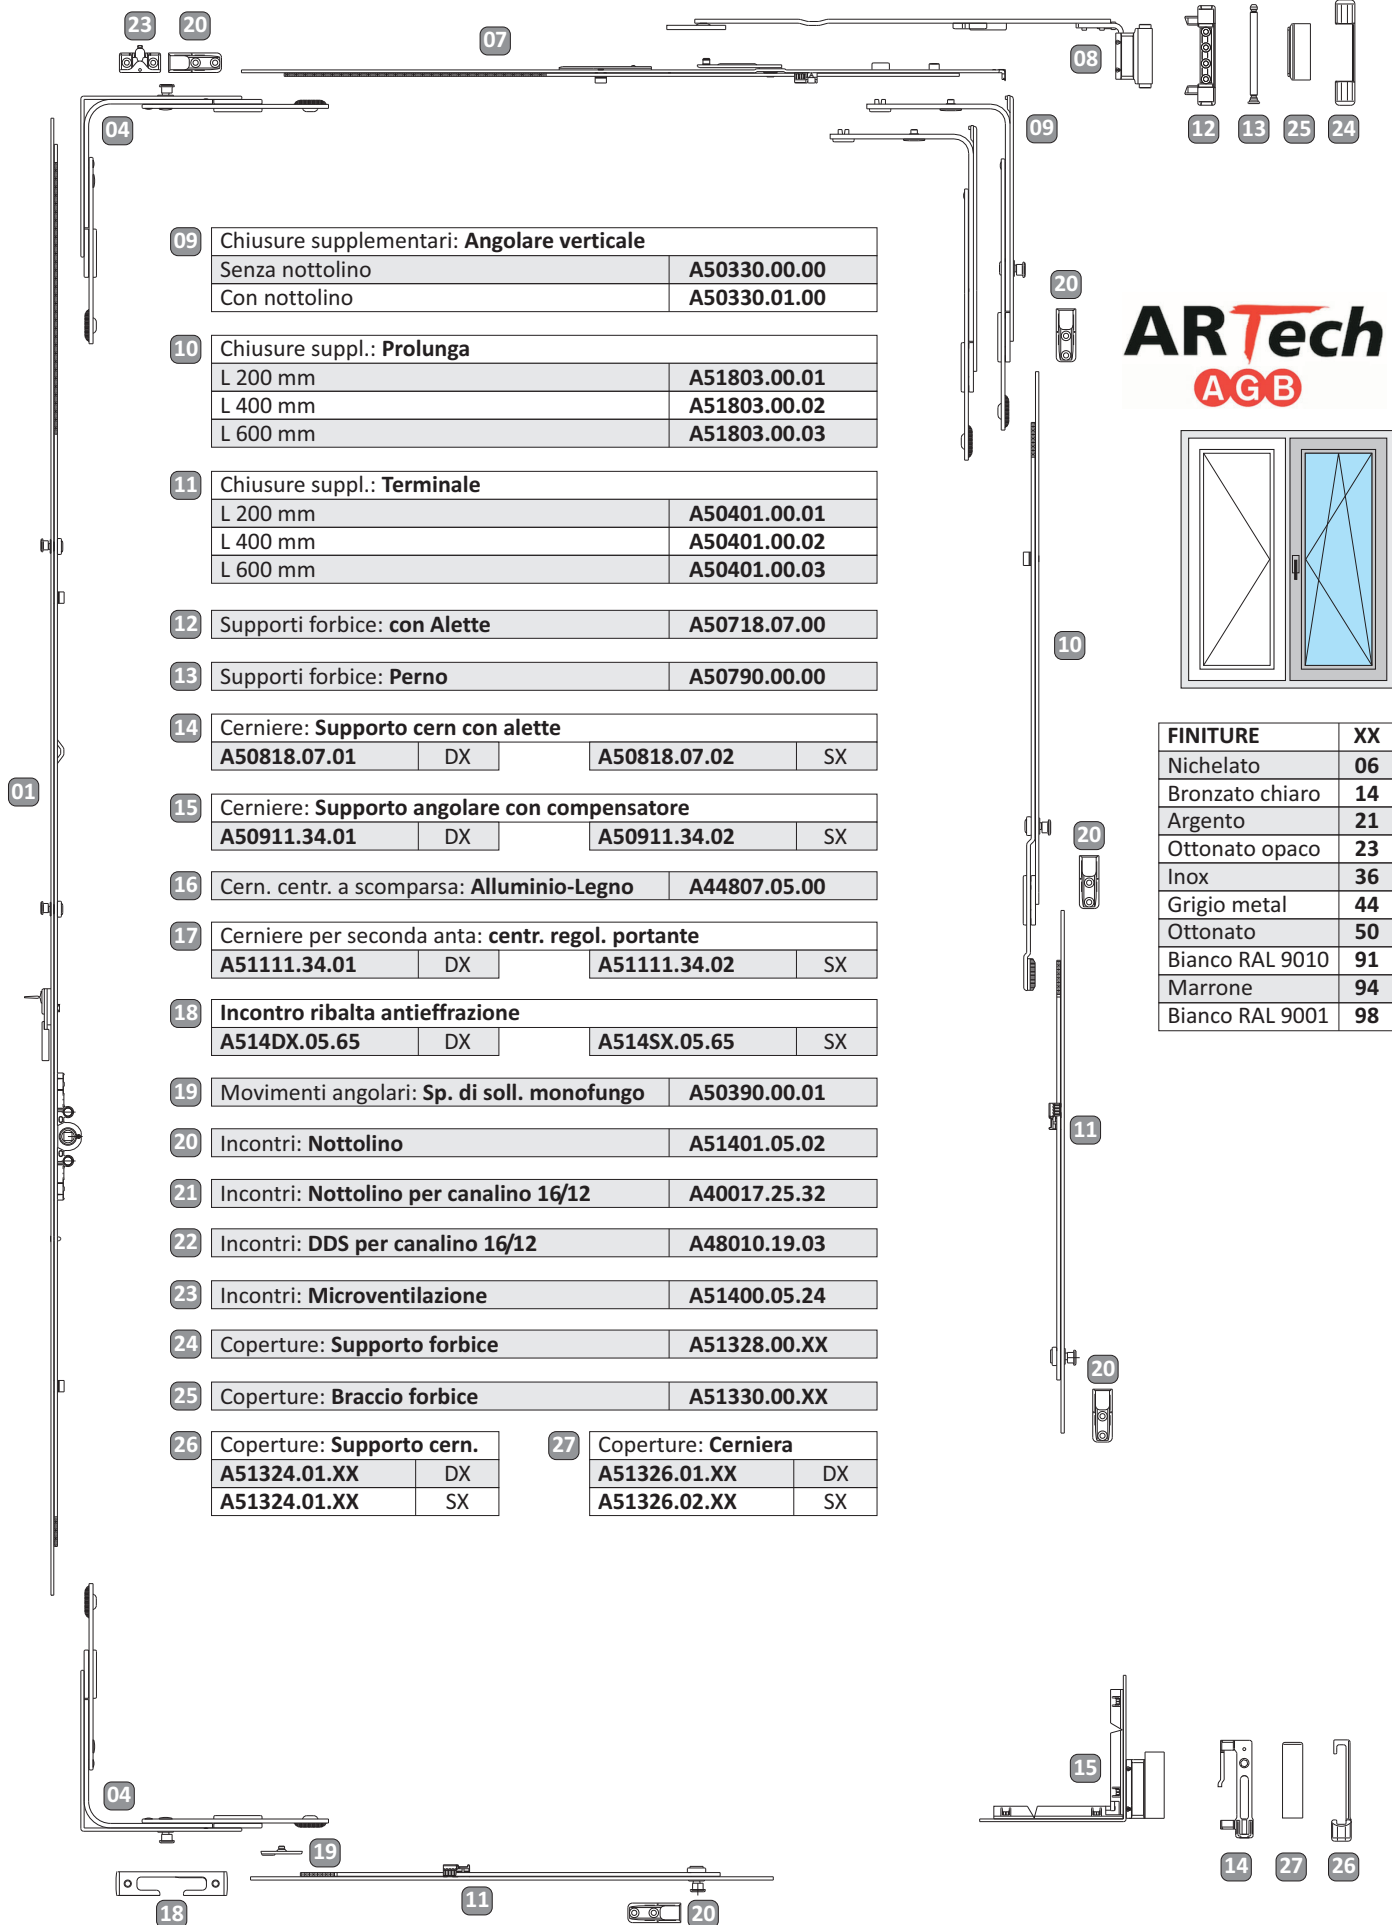 23 20 07 08 12 13 25 24
04 09
09 Chiusure supplementari: Angolare verticale
Senza nottolino A50330.00.00
Con nottolino A50330.01.00
20
ARTech
AGB
10 Chiusure suppl.: Prolunga
L 200 mm A51803.00.01
L 400 mm A51803.00.02
L 600 mm A51803.00.03
11 Chiusure suppl.: Terminale
L 200 mm A50401.00.01
L 400 mm A50401.00.02
L 600 mm A50401.00.03
12 Supporti forbice: con Alette A50718.07.00
10
13 Supporti forbice: Perno A50790.00.00
14 Cerniere: Supporto cern con alette
A50818.07.01 DX A50818.07.02 SX
01
15 Cerniere: Supporto angolare con compensatore
A50911.34.01 DX A50911.34.02 SX
20
16 Cern. centr. a scomparsa: Alluminio-Legno A44807.05.00
17 Cerniere per seconda anta: centr. regol. portante
A51111.34.01 DX A51111.34.02 SX
18 Incontro ribalta antieffrazione
A514DX.05.65 DX A514SX.05.65 SX
FINITURE XX
Nichelato 06
Bronzato chiaro 14
Argento 21
Ottonato opaco 23
Inox 36
Grigio metal 44
Ottonato 50
Bianco RAL 9010 91
Marrone 94
Bianco RAL 9001 98
19 Movimenti angolari: Sp. di soll. monofungo A50390.00.01
11
20 Incontri: Nottolino A51401.05.02
21 Incontri: Nottolino per canalino 16/12 A40017.25.32
22 Incontri: DDS per canalino 16/12 A48010.19.03
23 Incontri: Microventilazione A51400.05.24
24 Coperture: Supporto forbice A51328.00.XX
20
25 Coperture: Braccio forbice A51330.00.XX
26 Coperture: Supporto cern.
A51324.01.XX DX
A51324.01.XX SX
27 Coperture: Cerniera
A51326.01.XX DX
A51326.02.XX SX
04 15
19 14 27 26
18 11 20